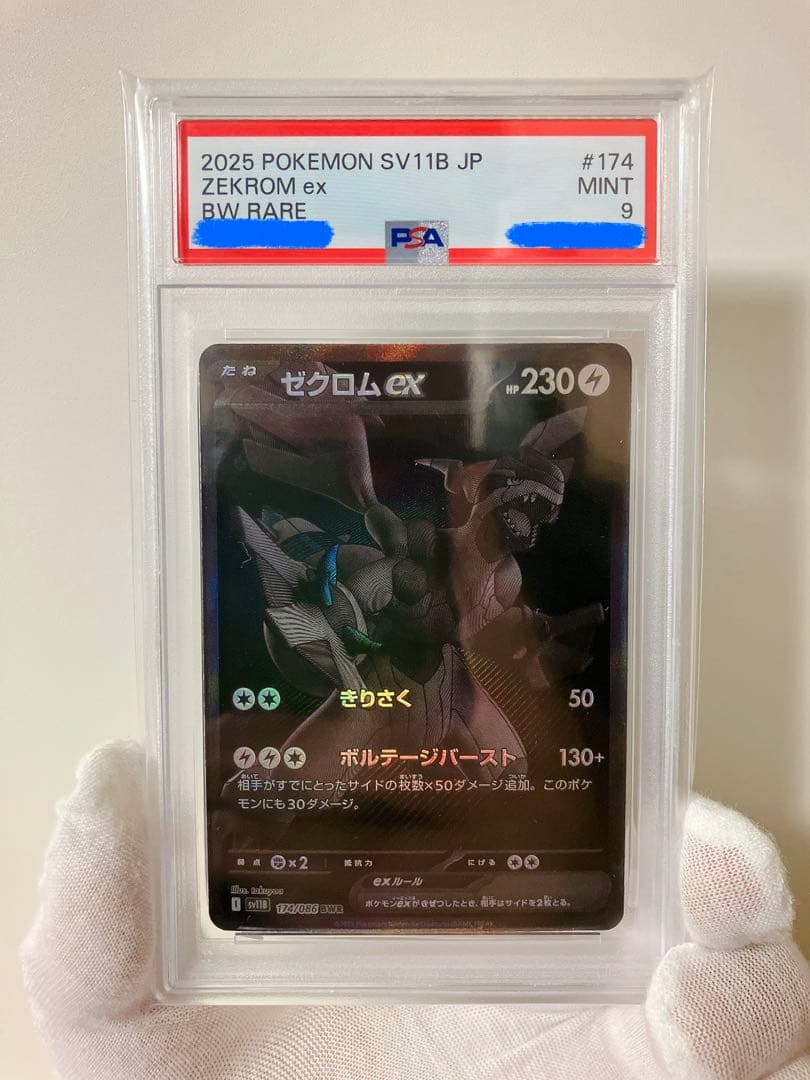 2025 POKEMON SV11B JP #174
ZEKROM ex MINT
BW RARE 9
PSA
たね ゼクロムex HP 230
きりさく 50
ボルテージバースト 130+
相手がすでにとったサイドの枚数×50ダメージ追加。このポケ
モンにも30ダメージ。
弱点 ×2 抵抗力 にげる
exルール
ポケモンexがきぜつしたとき、相手はサイドを2枚とる。
Illus. takuyoa
I sv11B 174/086 BWR